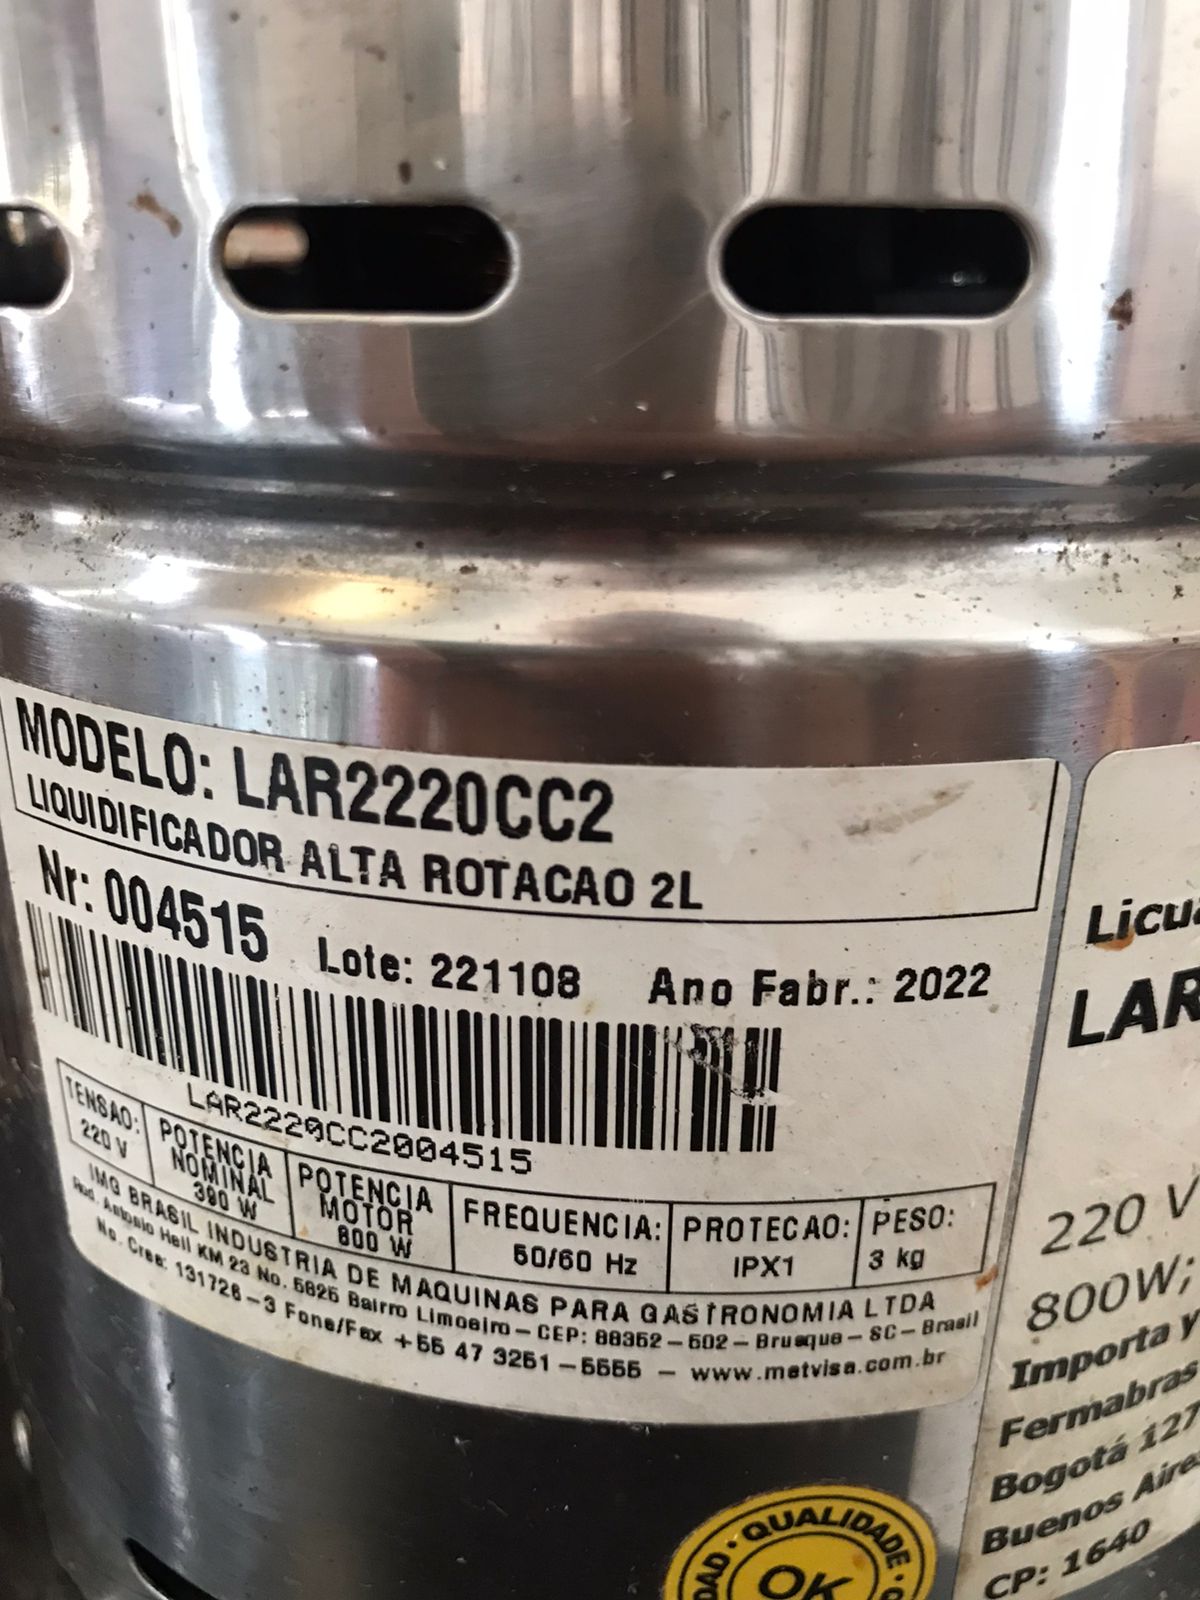 MODELO: LAR2220CC2
LIQUIDIFICADOR ALTA ROTACAO 2L
Nr: 004515 Lote: 221108 Ano Fabr.: 2022
LAR2220CC2004515
TENSAO: 220 V
POTENCIA NOMINAL 390 W
POTENCIA MOTOR 800 W
FREQUENCIA: 50/60 Hz
PROTECAO: IPX1
PESO: 3 kg
IMG BRASIL INDUSTRIA DE MAQUINAS PARA GASTRONOMIA LTDA
Rod. Antonio Heil KM 23 No. 5825 Bairro Limoeiro - CEP: 88352-502 - Brusque - SC - Brasil
No. Crea: 131726-3 Fone/Fax +55 47 3251-5555 - www.metvisa.com.br
QUALIDADE
OK
Licua
LAR
220 V
800W;
Importa y
Fermabras
Bogotá 127
Buenos Aire
CP: 1640